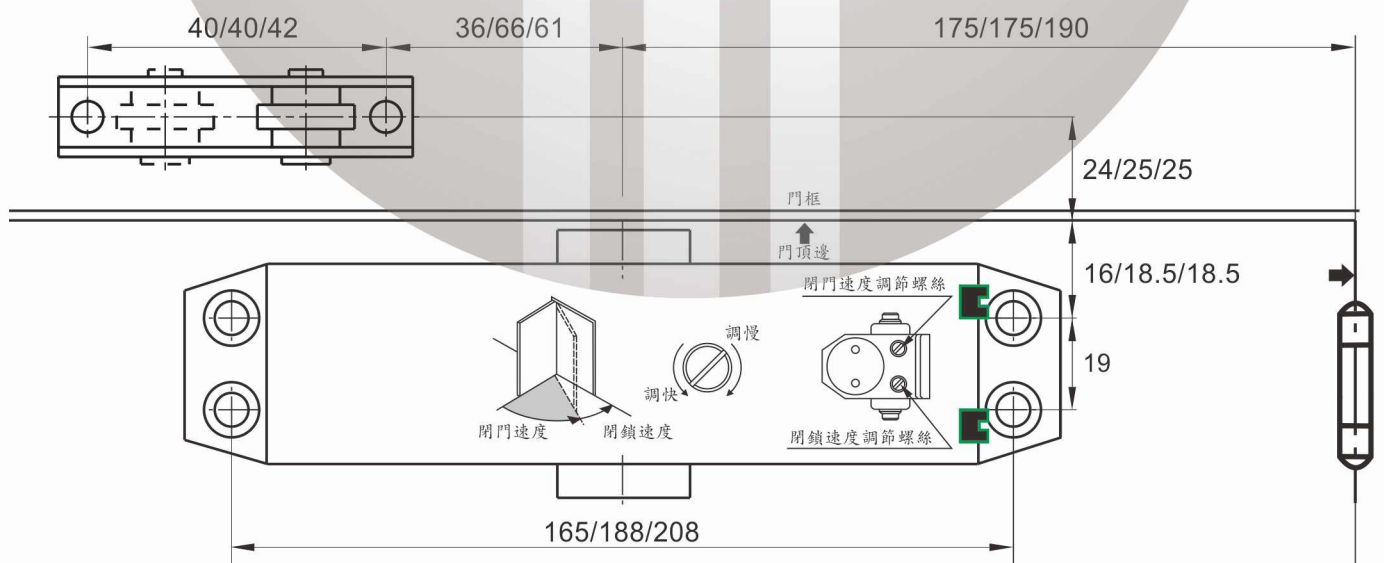 40/40/42
36/66/61
175/175/190
24/25/25
門框
門頂邊
16/18.5/18.5
閉門速度調節螺絲
調慢
調快
19
閉門速度
閉鎖速度
閉鎖速度調節螺絲
165/188/208